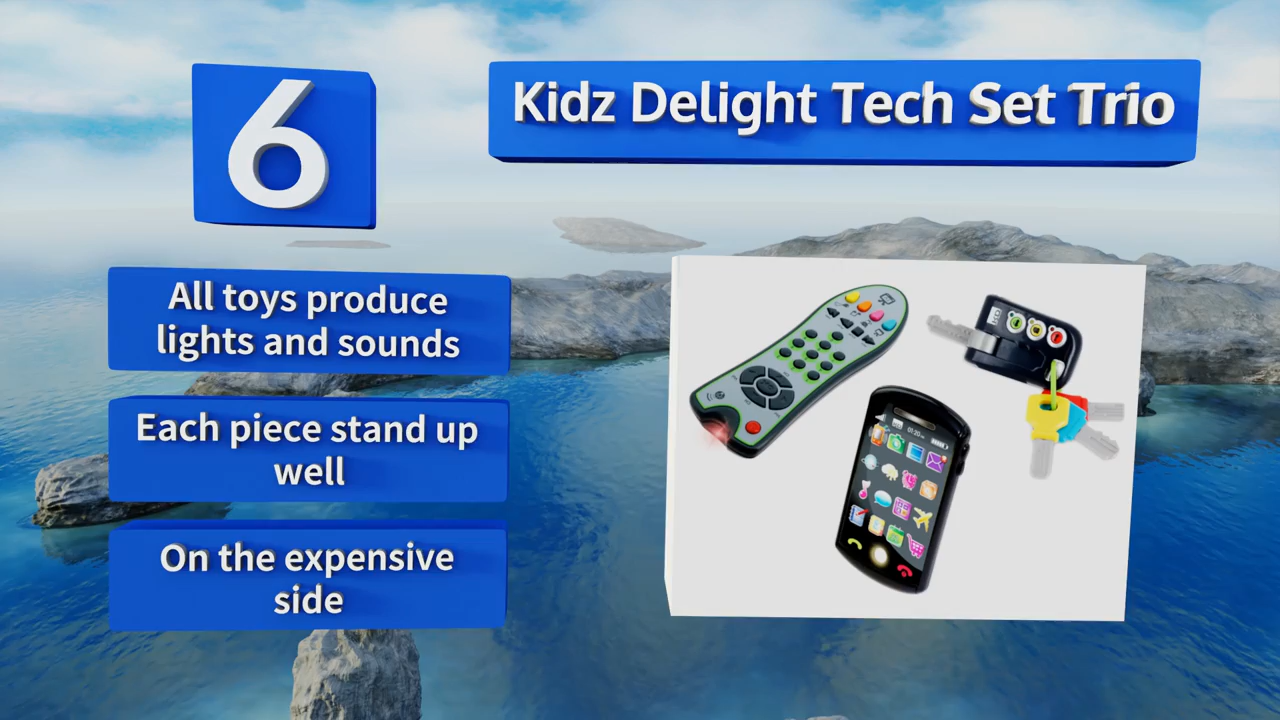 6
Kidz Delight Tech Set Trio
All toys produce
lights and sounds
Each piece stand up
well
On the expensive
side